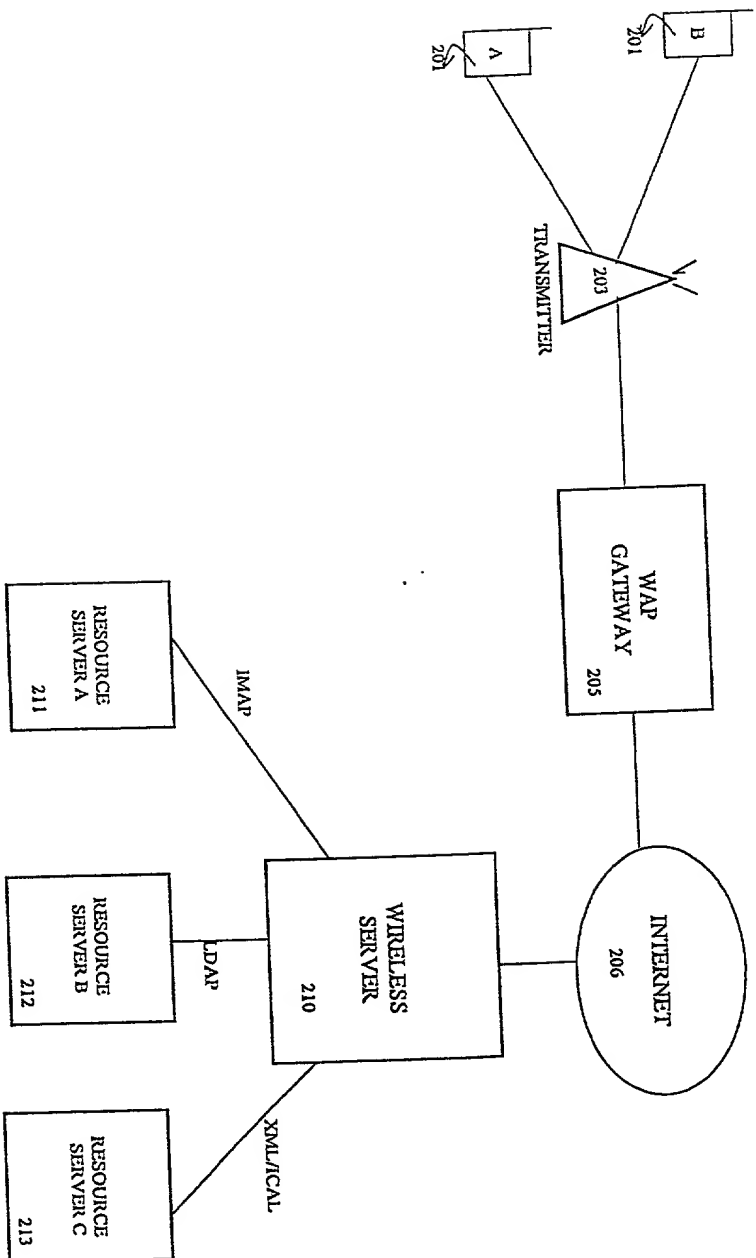 B
201
A
201
203
TRANSMITTER
WAP
GATEWAY
205
INTERNET
206
WIRELESS
SERVER
210
IMAP
LDAP
XML/ICAL
RESOURCE
SERVER A
211
RESOURCE
SERVER B
212
RESOURCE
SERVER C
213